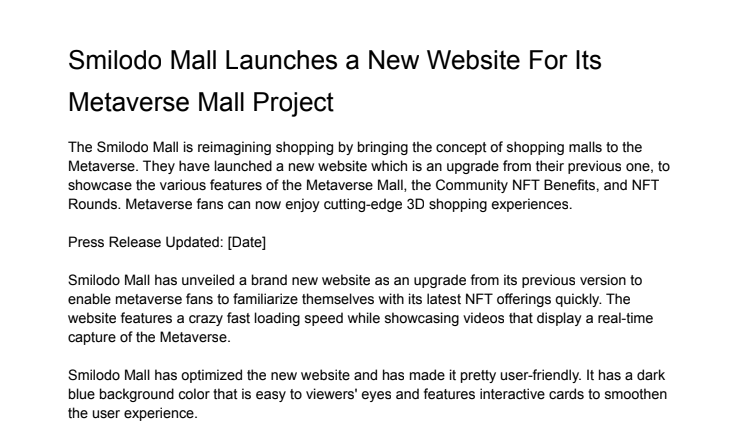 Smilodo Mall Launches a New Website For Its
Metaverse Mall Project
The Smilodo Mall is reimagining shopping by bringing the concept of shopping malls to the
Metaverse. They have launched a new website which is an upgrade from their previous one, to
showcase the various features of the Metaverse Mall, the Community NFT Benefits, and NFT
Rounds. Metaverse fans can now enjoy cutting-edge 3D shopping experiences.
Press Release Updated: [Date]
Smilodo Mall has unveiled a brand new website as an upgrade from its previous version to
enable metaverse fans to familiarize themselves with its latest NFT offerings quickly. The
website features a crazy fast loading speed while showcasing videos that display a real-time
capture of the Metaverse.
Smilodo Mall has optimized the new website and has made it pretty user-friendly. It has a dark
blue background color that is easy to viewers' eyes and features interactive cards to smoothen
the user experience.